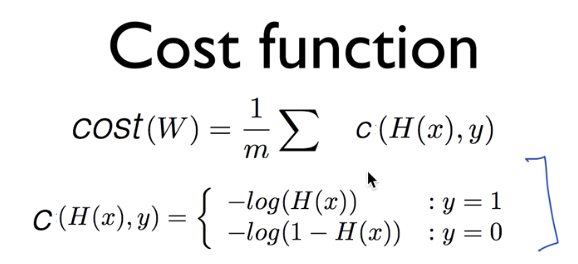 Cost function
cost(W) = 1/m ∑ c(H(x), y)
C(H(x), y) = { -log(H(x)) : y = 1
-log(1 − H(x)) : y = 0